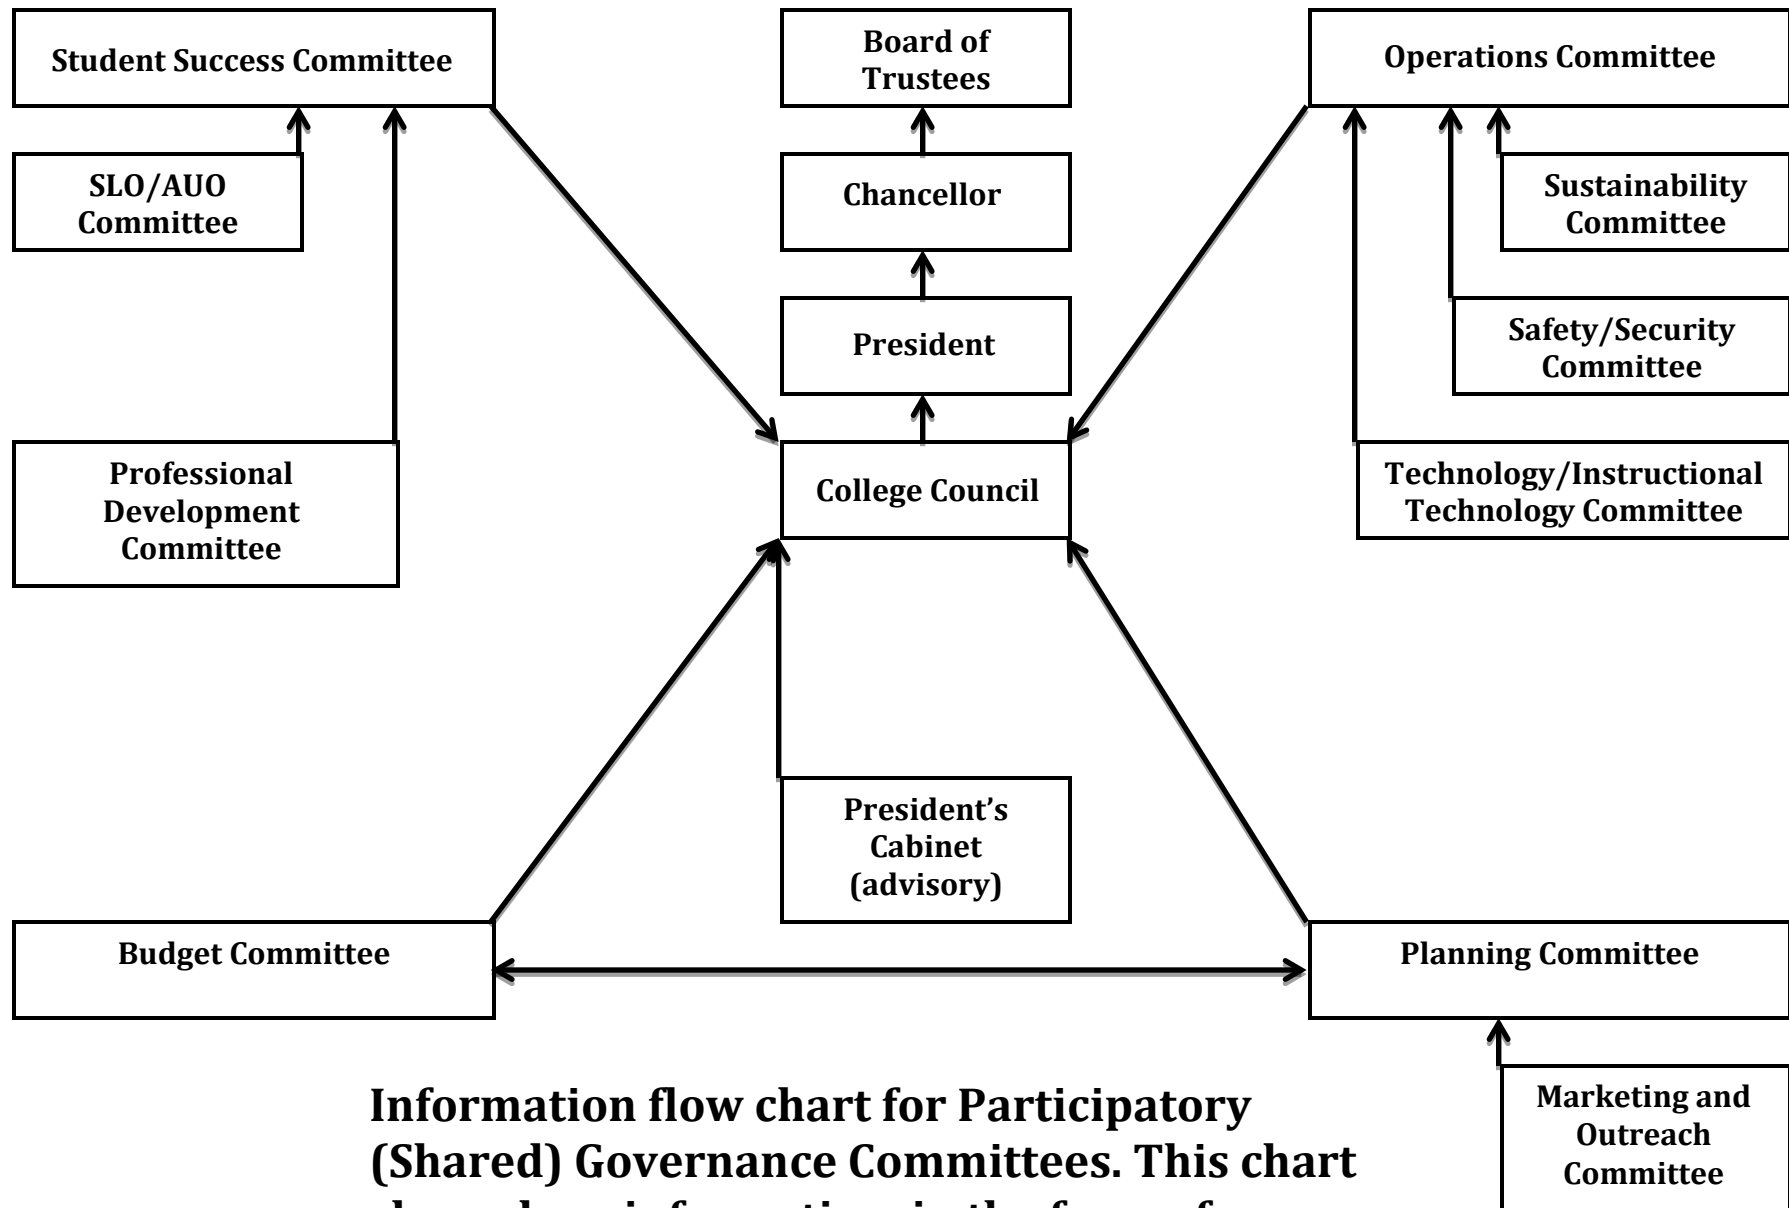 Student Success Committee
Board of
Trustees
Operations Committee
SLO/AUO
Committee
Chancellor
Sustainability
Committee
President
Safety/Security
Committee
Professional
Development
Committee
College Council
Technology/Instructional
Technology Committee
President’s
Cabinet
(advisory)
Budget Committee
Planning Committee
Marketing and
Outreach
Committee
Information flow chart for Participatory
(Shared) Governance Committees. This chart